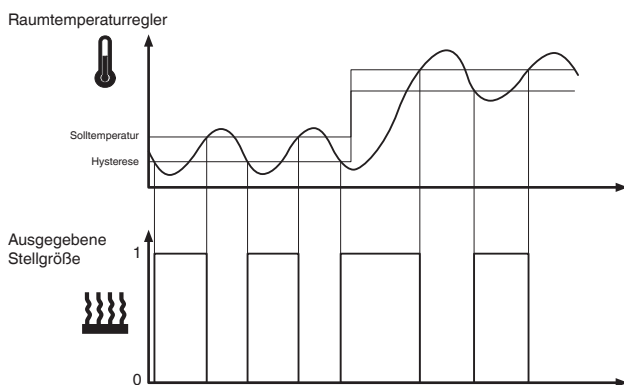 Raumtemperaturregler
Solltemperatur
Hysterese
Ausgegebene
Stellgröße
1
0